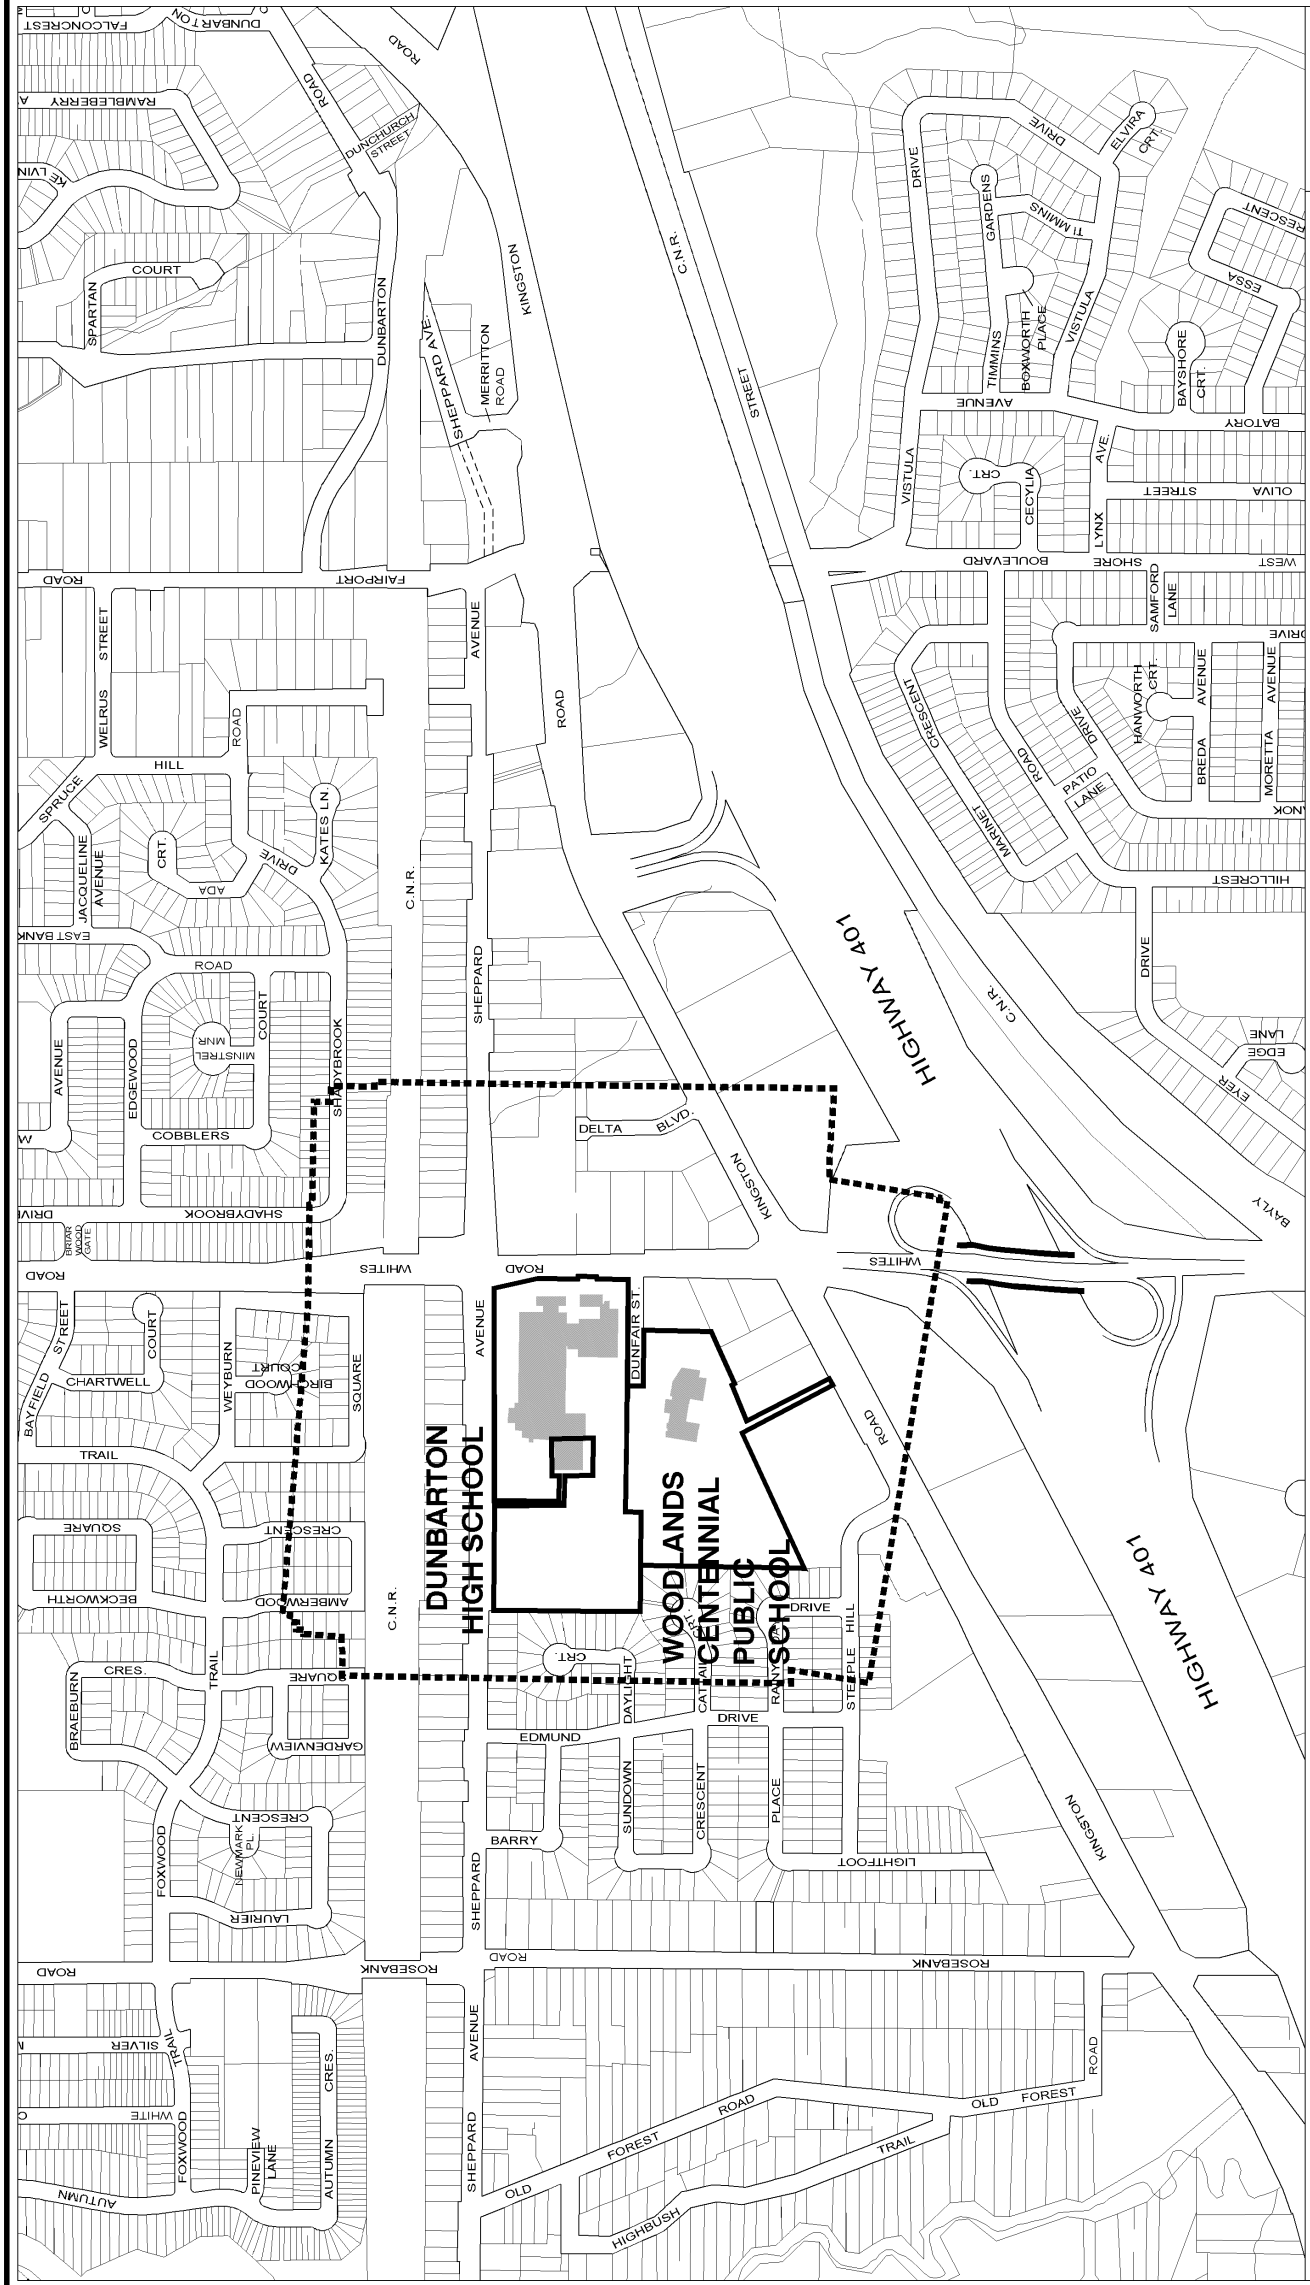 FALCONCREST
DUNBARTON
ROAD
RAMBLEBERRY
ROAD
DUNCHURCH
STREET
SPARTAN
COURT
DUNBARTON
KINGSTON
SHEPPARD AVE.
MERRITTON
ROAD
C.N.R.
STREET
DRIVE
DRIVE
ELVIRA
CRT.
GARDENS
TIMMINS
TIMMINS
BOXWORTH
PLACE
VISTULA
RESCENT
ESSA
BAYSHORE
CRT.
AVENUE
BATORY
VISTULA
CRT.
CECYLIA
AVE.
LYNX
STREET
OLIVA
BOULEVARD
SHORE
WEST
ROAD
FAIRPORT
STREET
WELRUS
AVENUE
ROAD
ROAD
HILL
SPRUCE
JACQUELINE
AVENUE
CRT.
ADA
DRIVE
KATES LN.
C.N.R.
CRESCENT
MARINET
ROAD
DRIVE
PATIO
LANE
SAMFORD
LANE
HANWORTH
CRT.
BREDA
AVENUE
MORETTA
AVENUE
HILLCREST
DRIVE
HIGHWAY 401
C.N.R.
EAST BANK
ROAD
AVENUE
EDGEWOOD
MNR.
MINSTREL
COURT
COBBLERS
SHADYBROOK
SHEPPARD
DELTA
BLVD.
KINGSTON
EDGE
LANE
EYER
BAYLY
SHADYBROOK
BRIAR
WOOD
GATE
ROAD
WHITES
ROAD
WHITES
BAYFIELD
STREET
COURT
CHARTWELL
WEYBURN
COURT
BIRCHWOOD
SQUARE
AVENUE
DUNFAIR ST.
TRAIL
ROAD
DUNBARTON
HIGH SCHOOL
WOODLANDS
CENTENNIAL
PUBLIC
SCHOOL
HIGHWAY 401
SQUARE
CRESCENT
BECKWORTH
AMBERWOOD
C.N.R.
CRES.
TRAIL
SQUARE
BRAEBURN
GARDENVIEW
CRT.
DAYLIGHT
DRIVE
STEEPLE
HILL
DRIVE
EDMUND
SUNDOWN
CRESCENT
PLACE
KINGSTON
CRESCENT
NEWMARK
PL.
FOXWOOD
LAURIER
BARRY
LIGHTFOOT
SHEPPARD
ROAD
ROSEBANK
ROAD
ROSEBANK
SILVER
TRAIL
WHITE
FOXWOOD
PINEVIEW
LANE
AUTUMN
CRES.
AUTUMN
AVENUE
SHEPPARD
OLD
FOREST
ROAD
HIGHBUSH
TRAIL
OLD
FOREST
ROAD